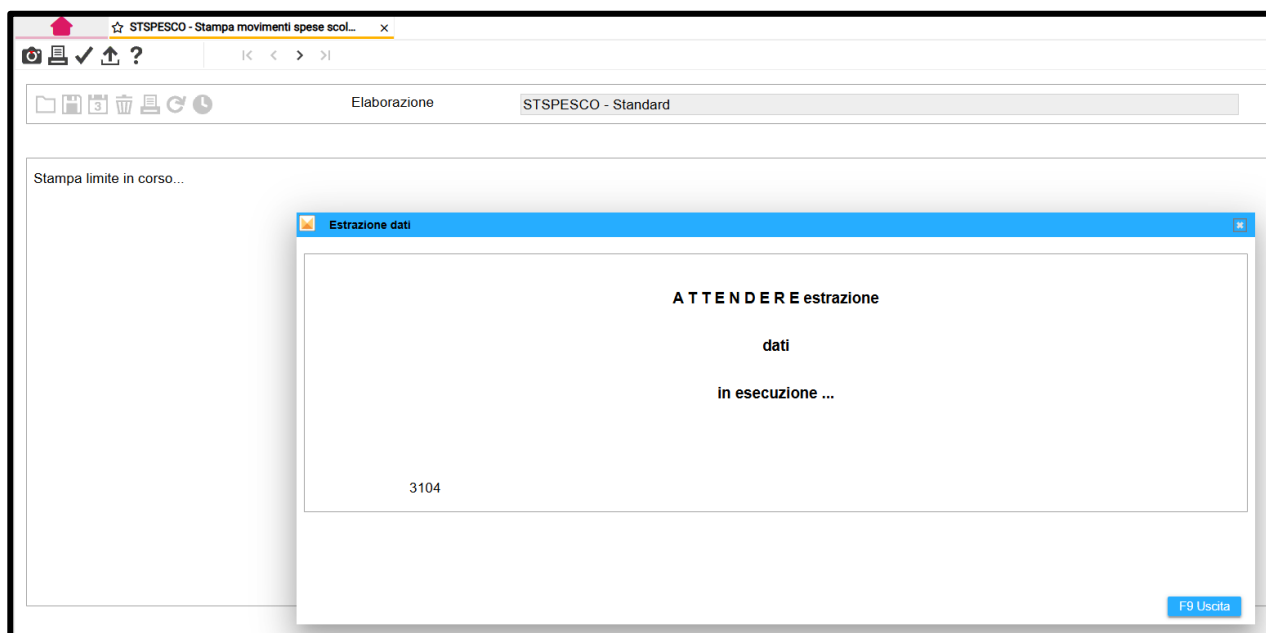 STSPESCO - Stampa movimenti spese scol...
Elaborazione
STSPESCO - Standard
Stampa limite in corso...
Estrazione dati
A T T E N D E R E estrazione
dati
in esecuzione ...
3104
F9 Uscita